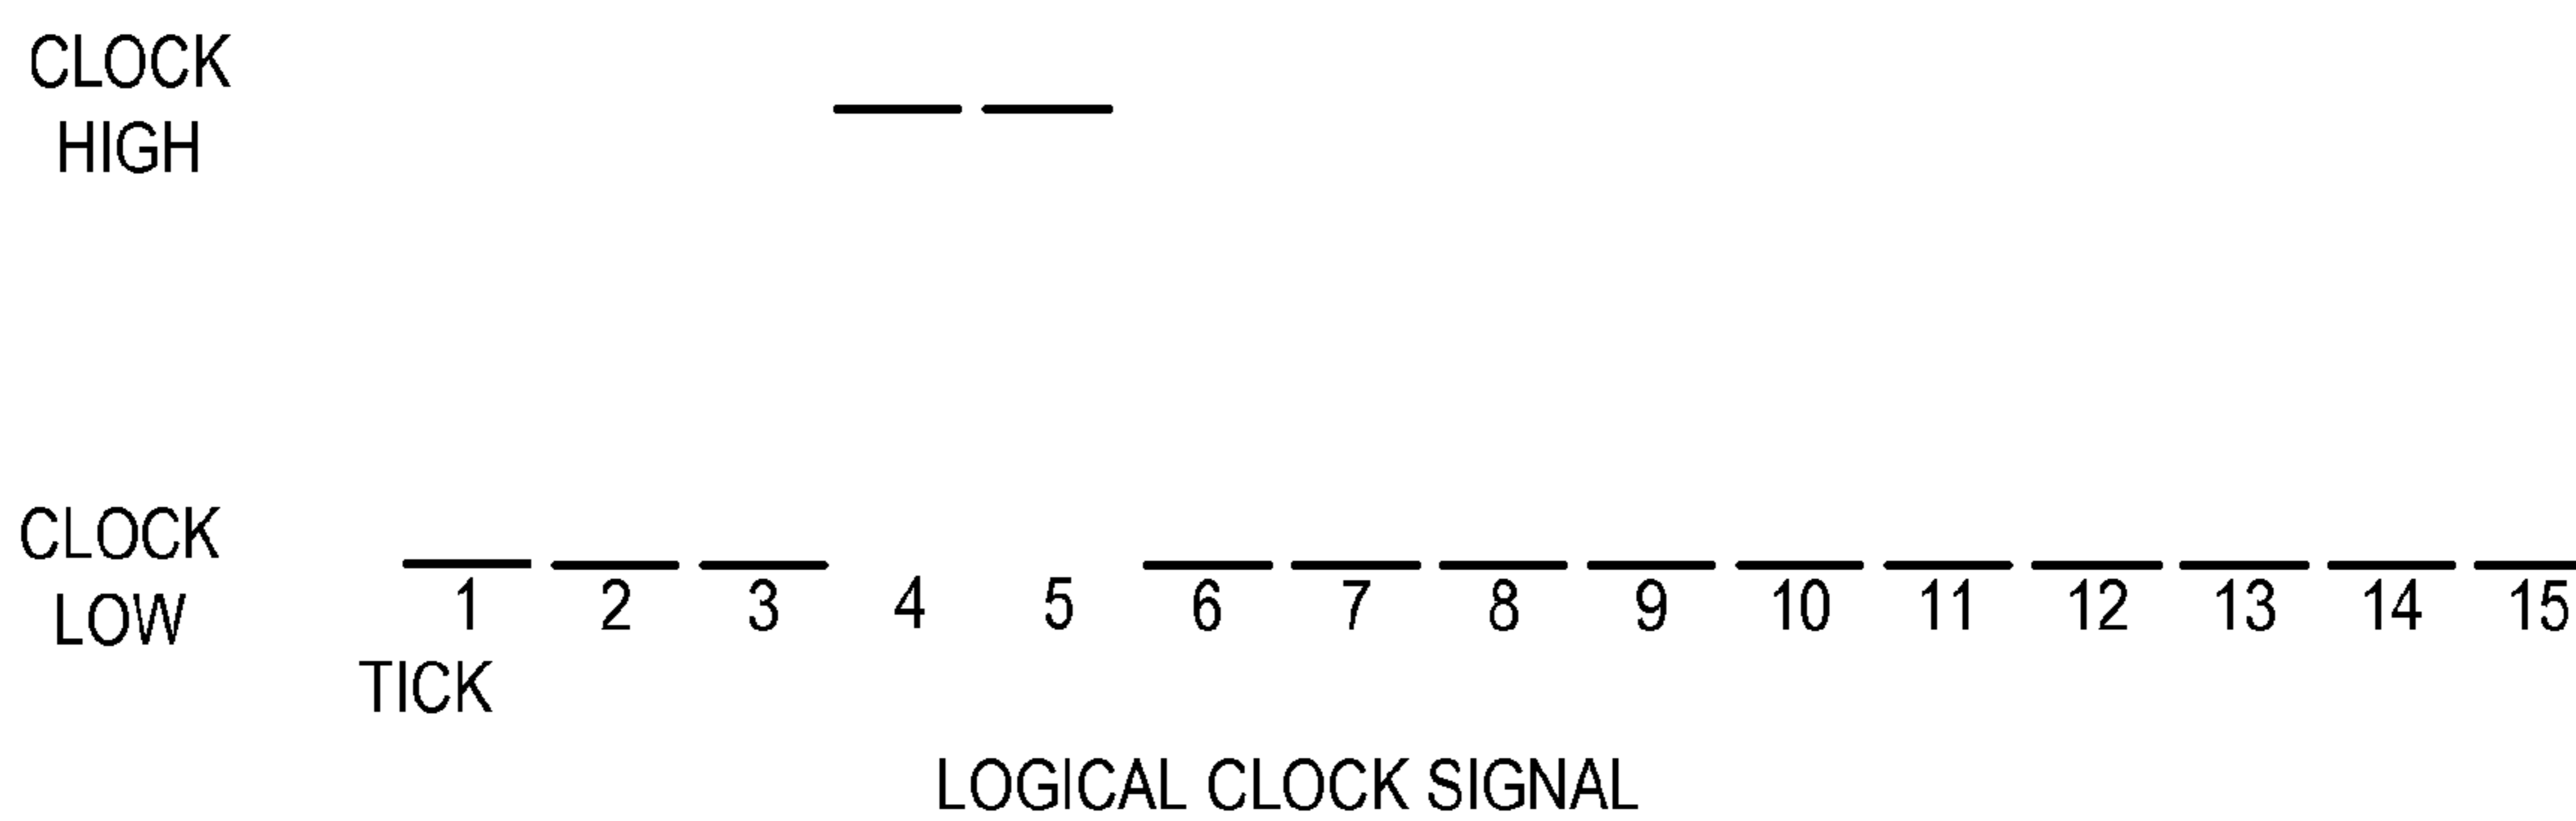 CLOCK
HIGH
CLOCK
LOW
1 2 3 4 5 6 7 8 9 10 11 12 13 14 15
TICK
LOGICAL CLOCK SIGNAL